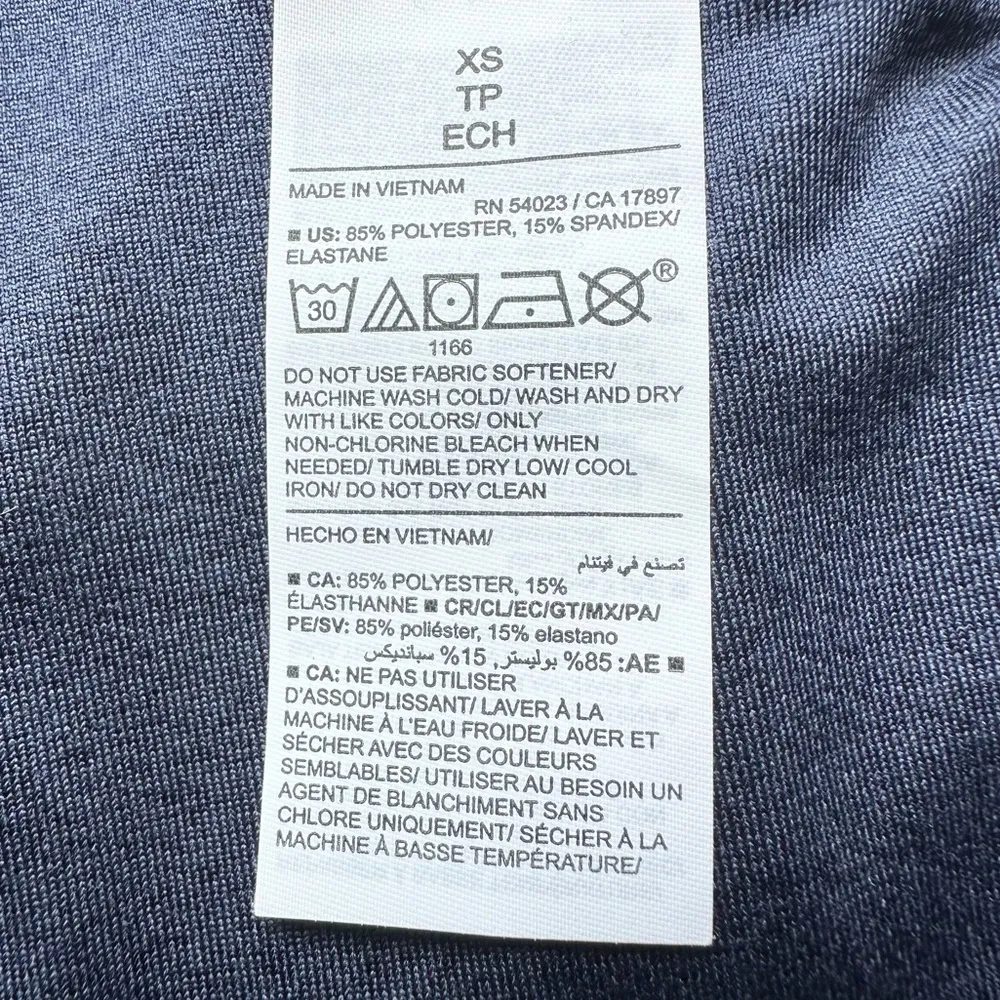 XS
TP
ECH
MADE IN VIETNAM
RN 54023 / CA 17897
US: 85% POLYESTER, 15% SPANDEX/
ELASTANE
30
®
1166
DO NOT USE FABRIC SOFTENER/
MACHINE WASH COLD/ WASH AND DRY
WITH LIKE COLORS/ ONLY
NON-CHLORINE BLEACH WHEN
NEEDED/ TUMBLE DRY LOW/ COOL
IRON/ DO NOT DRY CLEAN
HECHO EN VIETNAM/
تصنع في فيتنام
CA: 85% POLYESTER, 15%
ÉLASTHANNE CR/CL/EC/GT/MX/PA/
PE/SV: 85% poliéster, 15% elastano
AE: 85% بوليستر, 15% سبانديكس
CA: NE PAS UTILISER
D'ASSOUPLISSANT/ LAVER À LA
MACHINE À L'EAU FROIDE/ LAVER ET
SÉCHER AVEC DES COULEURS
SEMBLABLES/ UTILISER AU BESOIN UN
AGENT DE BLANCHIMENT SANS
CHLORE UNIQUEMENT/ SÉCHER À LA
MACHINE À BASSE TEMPÉRATURE/